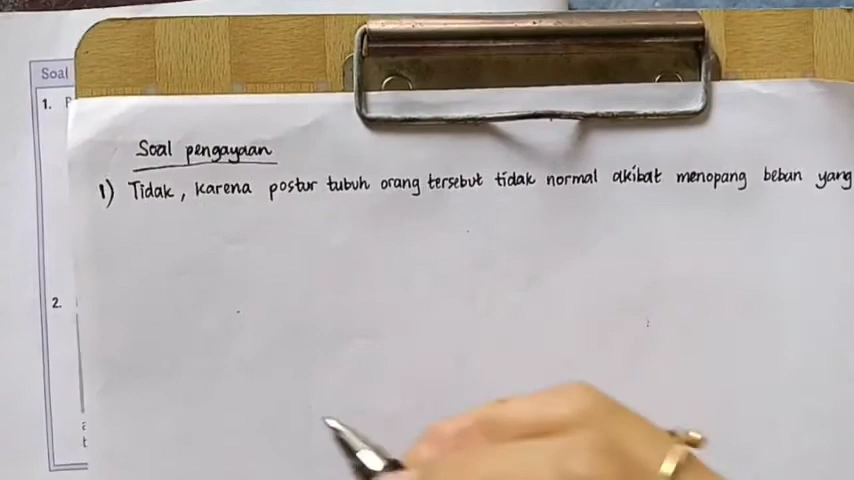 Soal pengayaan
1) Tidak, karena postur tubuh orang tersebut tidak normal akibat menopang beban yang
Soal
1.
2.